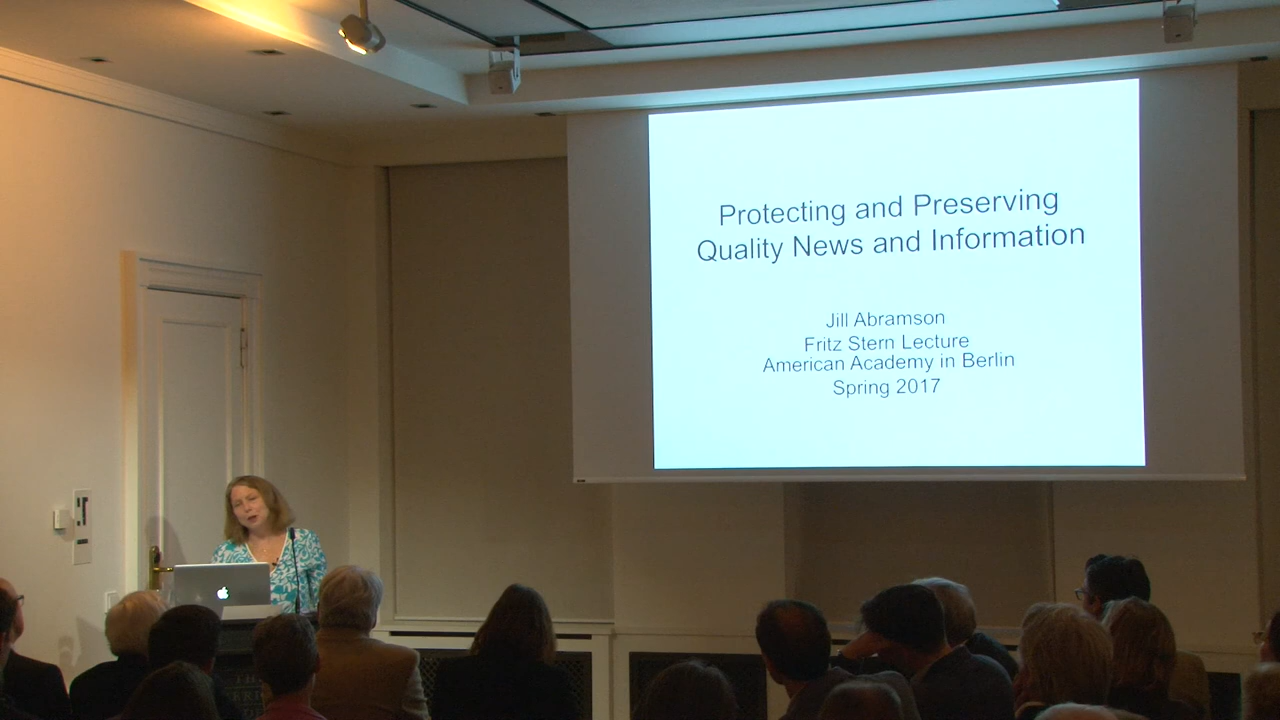 Protecting and Preserving
Quality News and Information
Jill Abramson
Fritz Stern Lecture
American Academy in Berlin
Spring 2017